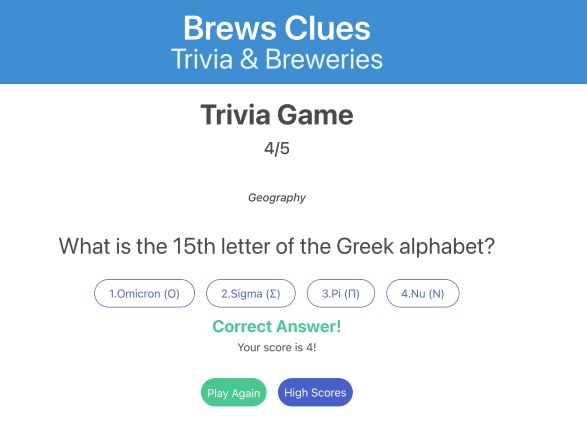 Brews Clues
Trivia & Breweries
Trivia Game
4/5
Geography
What is the 15th letter of the Greek alphabet?
1.Omicron (Ο) 2.Sigma (Σ) 3.Pi (Π) 4.Nu (Ν)
Correct Answer!
Your score is 4!
Play Again High Scores